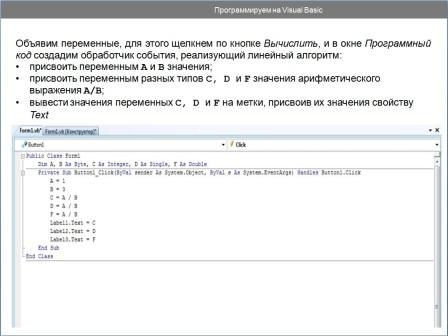 Программируем на Visual Basic
Объявим переменные, для этого щелкнем по кнопке Вычислить, и в окне Программный
код создадим обработчик события, реализующий линейный алгоритм:
• присвоить переменным A и B значения;
• присвоить переменным разных типов C, D и F значения арифметического
выражения A/B;
• вывести значения переменных C, D и F на метки, присвоив их значения свойству
Text
Form1.vb* Form1.vb [Конструктор]*
Button1 Click
Public Class Form1
Dim A, B As Byte, C As Integer, D As Single, F As Double
Private Sub Button1_Click(ByVal sender As System.Object, ByVal e As System.EventArgs) Handles Button1.Click
A = 1
B = 3
C = A / B
D = A / B
F = A / B
Label1.Text = C
Label2.Text = D
Label3.Text = F
End Sub
End Class